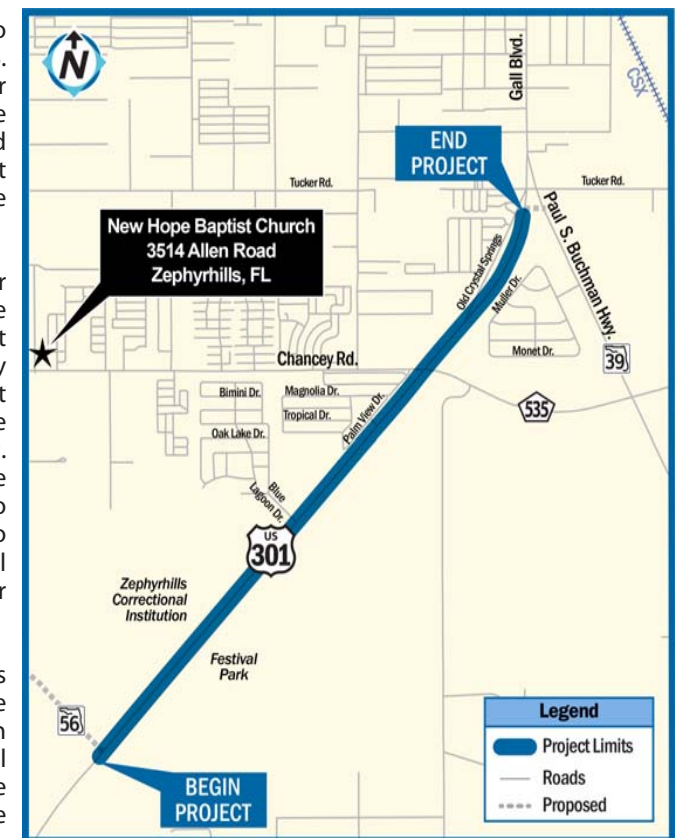 N
Gall Blvd.
CSX
END
PROJECT
Tucker Rd.
Tucker Rd.
New Hope Baptist Church
3514 Allen Road
Zephyrhills, FL
Old Crystal Springs
Paul S. Buchman Hwy.
Muller Dr.
Monet Dr.
39
Chancey Rd.
Bimini Dr.
Magnolia Dr.
Tropical Dr.
Palm View Dr.
535
Oak Lake Dr.
Blue
Lagoon Dr.
US
301
Zephyrhills
Correctional
Institution
Festival
Park
56
BEGIN
PROJECT
Legend
Project Limits
Roads
Proposed